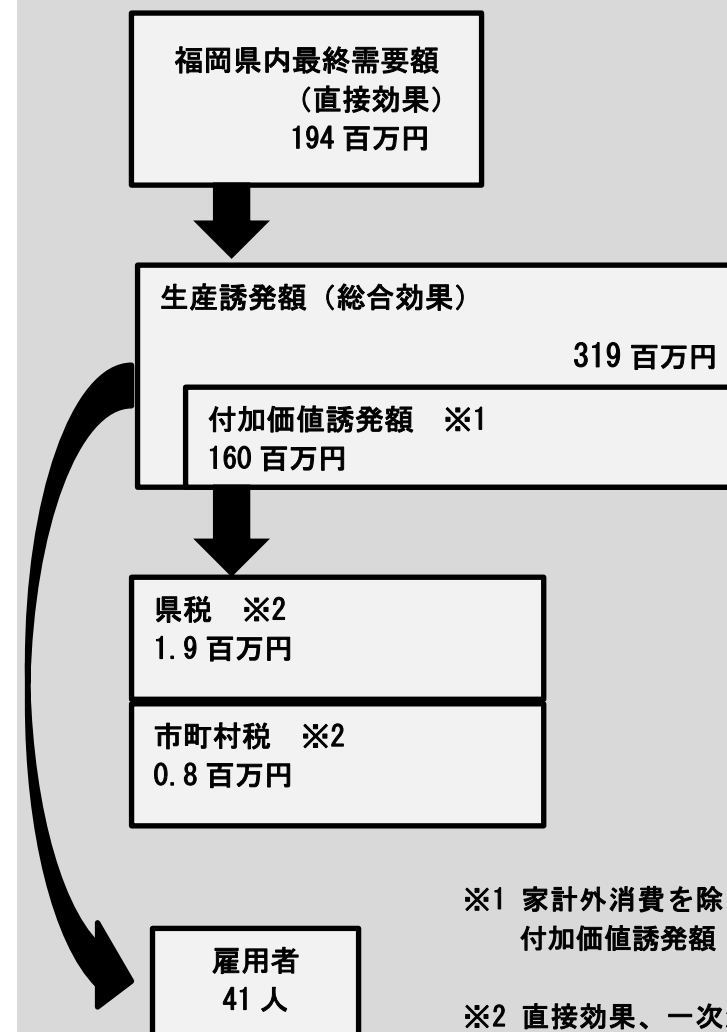 福岡県内最終需要額
（直接効果）
194 百万円
生産誘発額（総合効果）
319 百万円
付加価値誘発額　※1
160 百万円
県税　※2
1.9 百万円
市町村税　※2
0.8 百万円
※1 家計外消費を除
付加価値誘発額
雇用者
41 人
※2 直接効果、一次